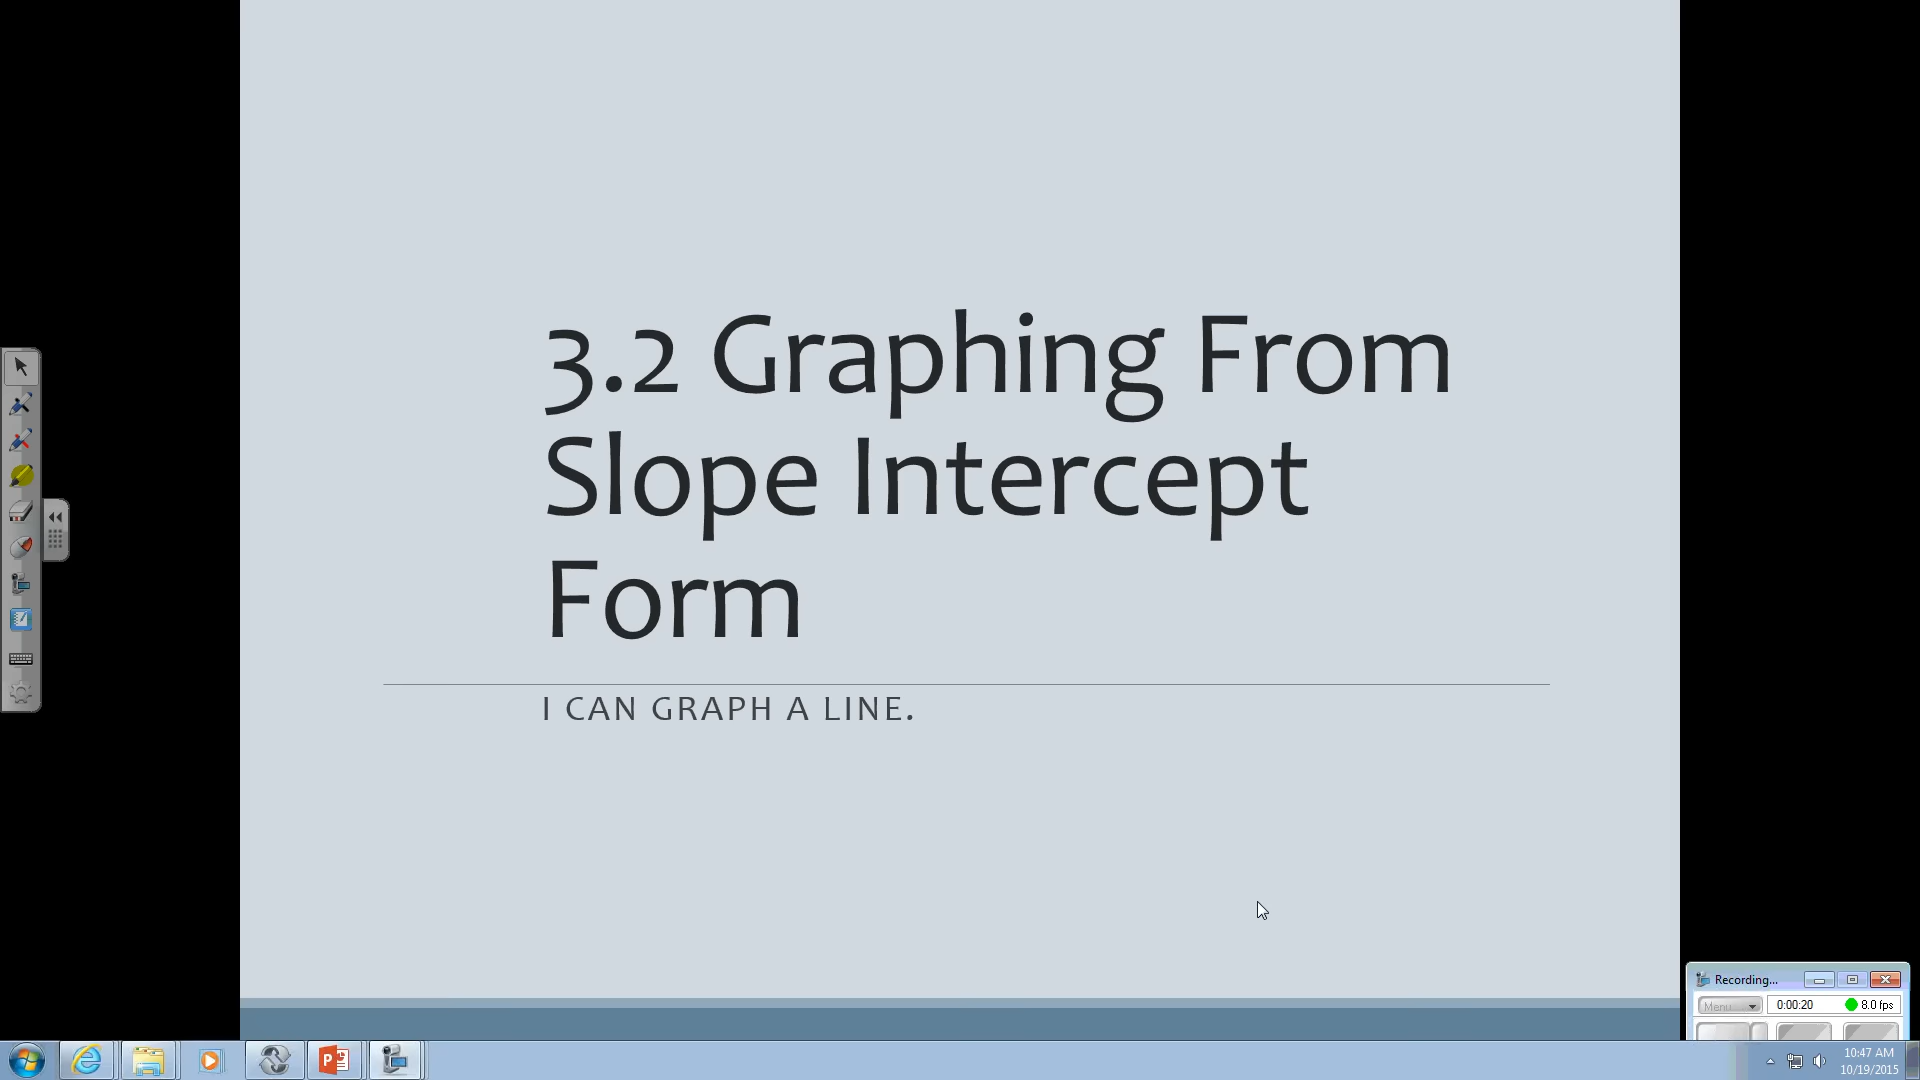 3.2 Graphing From
Slope Intercept
Form
I CAN GRAPH A LINE.
Recording...
Menu
0:00:20
8.0 fps
10:47 AM
10/19/2015